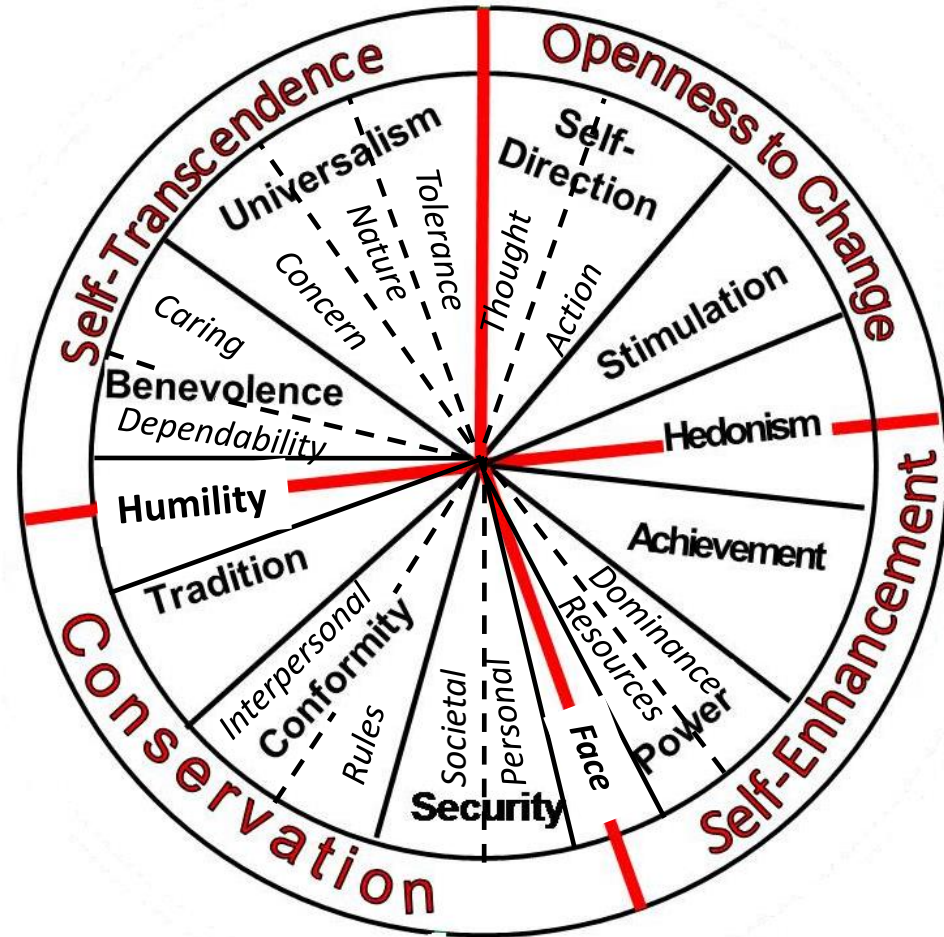 Self-Transcendence
Openness to Change
Self-Enhancement
Conservation
Universalism
Concern
Nature
Tolerance
Self-
Direction
Thought
Action
Stimulation
Hedonism
Achievement
Dominance
Resources
Power
Face
Security
Personal
Societal
Conformity
Rules
Interpersonal
Tradition
Humility
Benevolence
Dependability
Caring